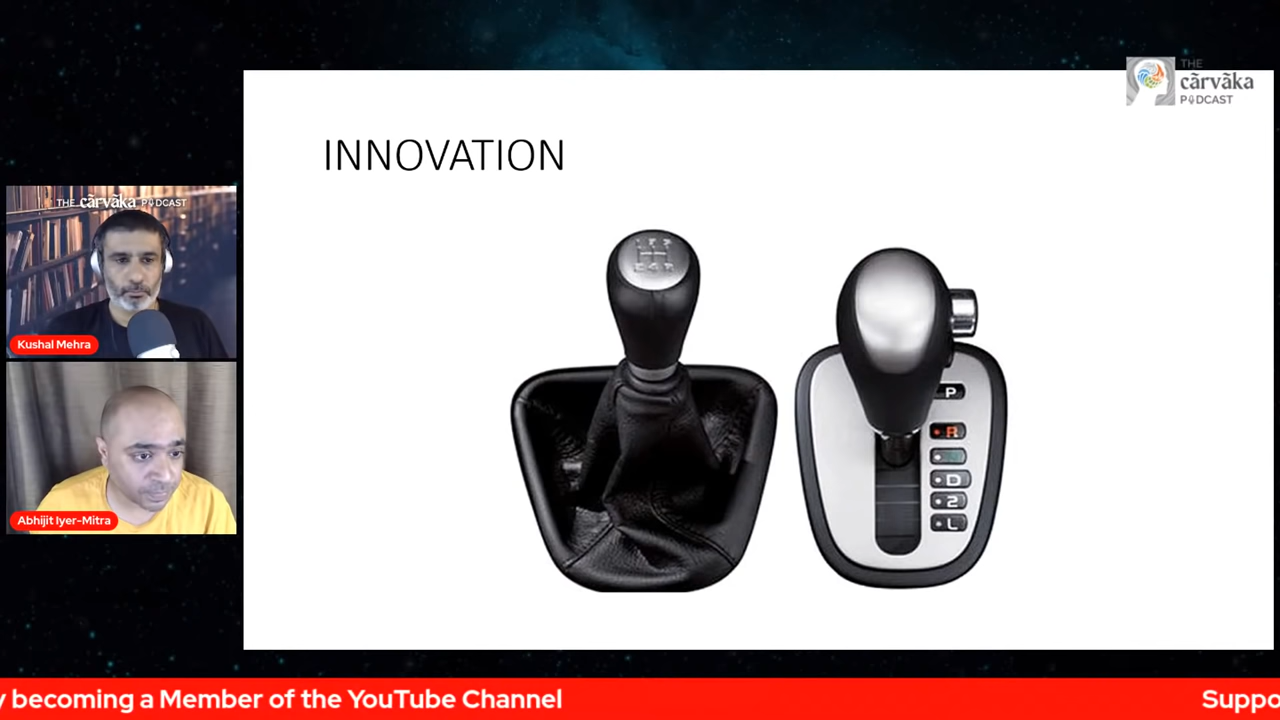 THE
cārvāka
PODCAST
INNOVATION
THE cārvāka PODCAST
Kushal Mehra
Abhijit Iyer-Mitra
P
R
D
2
L
y becoming a Member of the YouTube Channel
Suppo